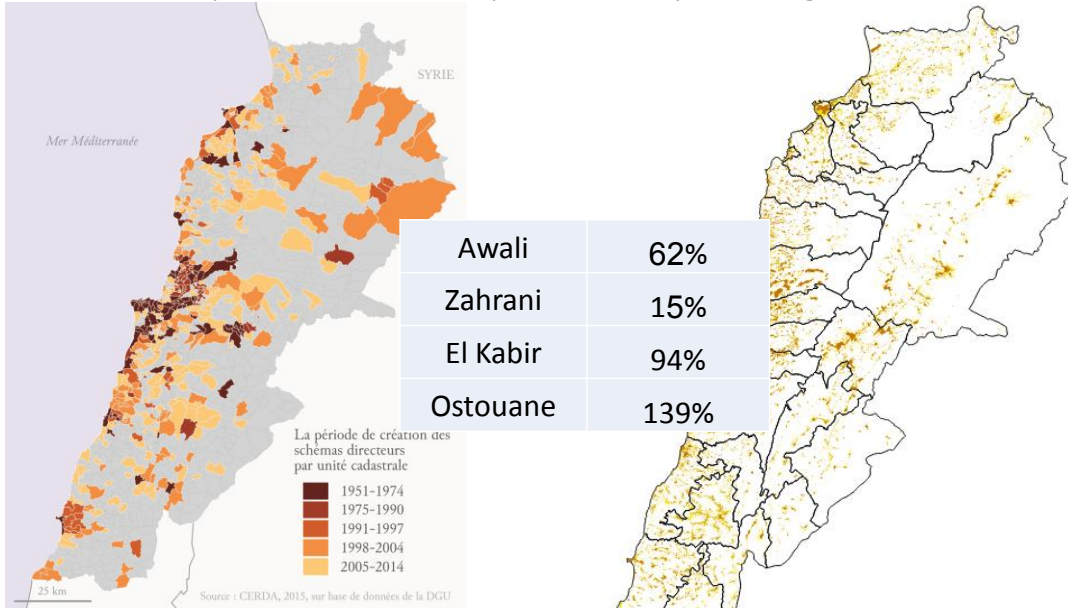 SYRIE
Mer Méditerranée
Awali 62%
Zahrani 15%
El Kabir 94%
Ostouane 139%
La période de création des
schémas directeurs
par unité cadastrale
1951-1974
1975-1990
1991-1997
1998-2004
2005-2014
25 km
Source : CERDA, 2015, sur base de données de la DGU